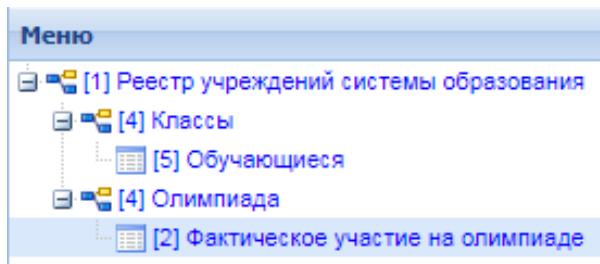 Меню
[1] Реестр учреждений системы образования
[4] Классы
[5] Обучающиеся
[4] Олимпиада
[2] Фактическое участие на олимпиаде